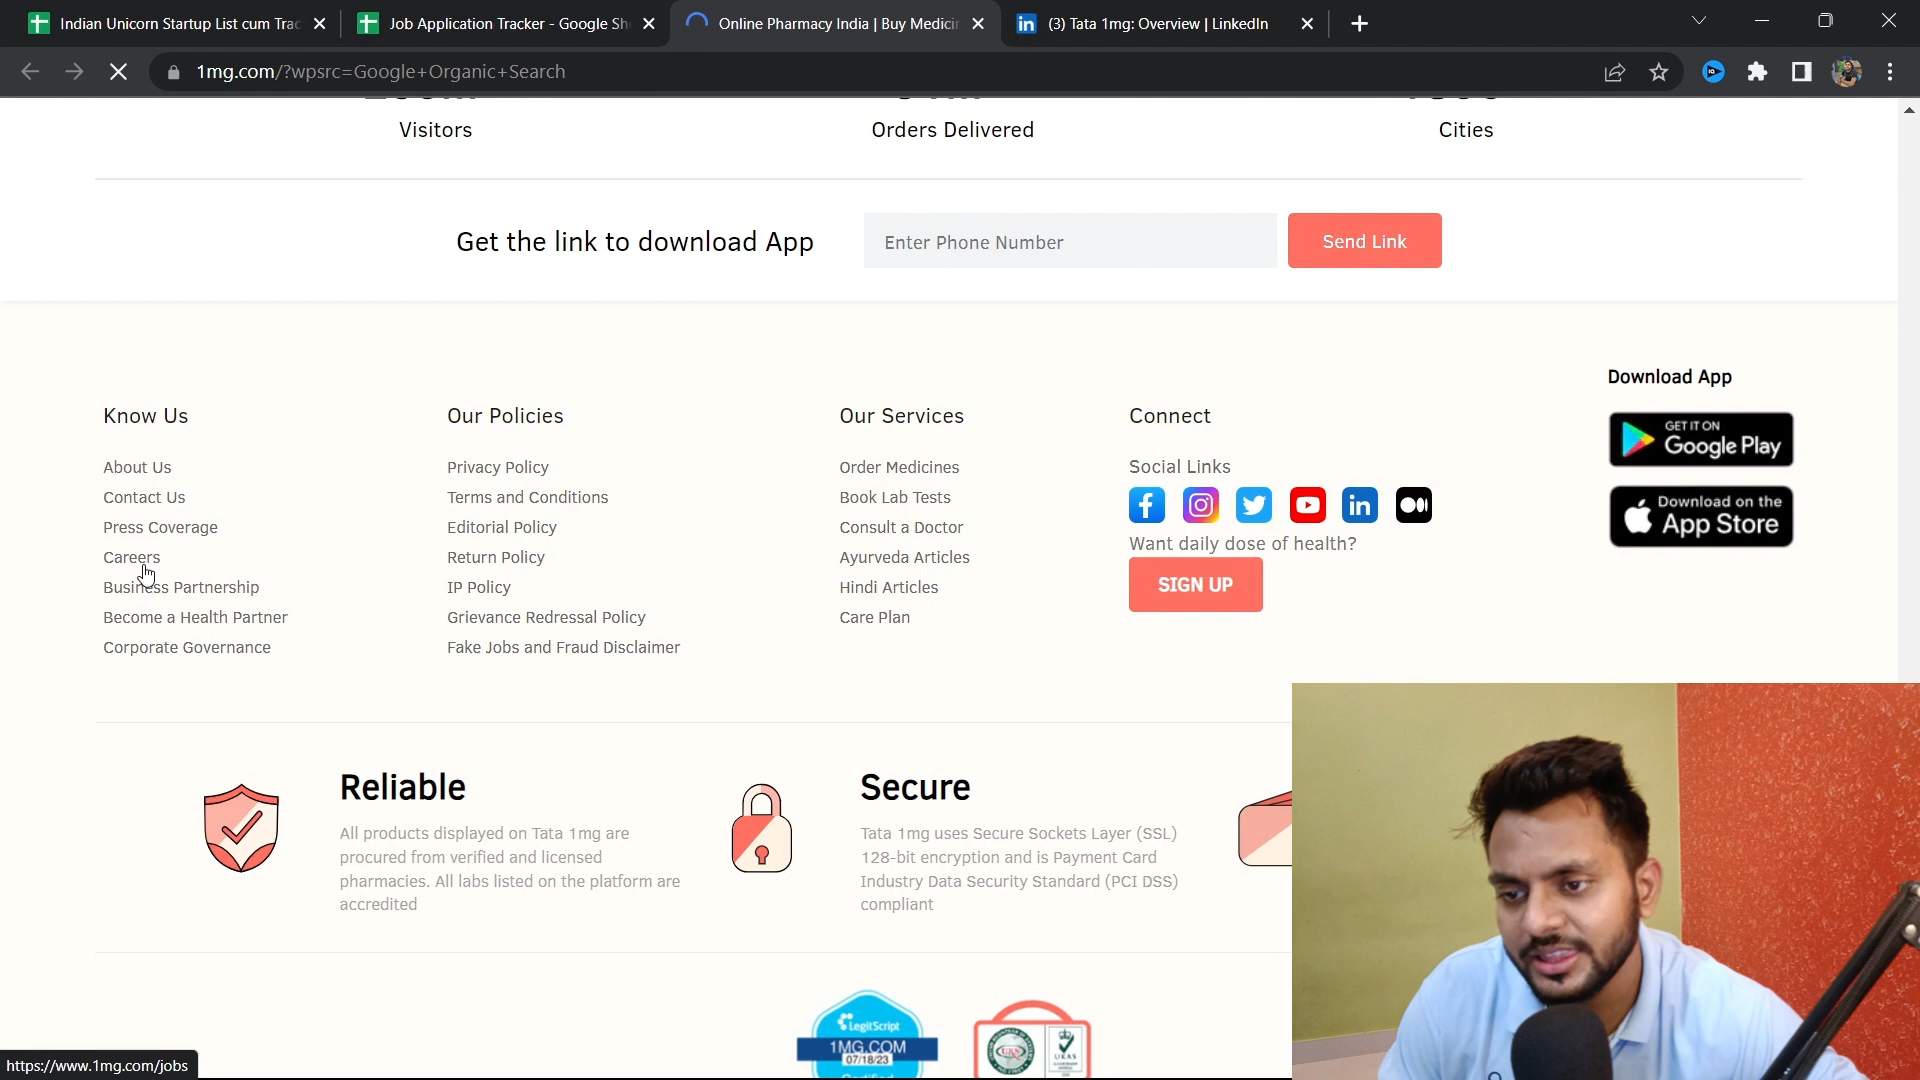 Indian Unicorn Startup List cum Trac
Job Application Tracker - Google Sh
Online Pharmacy India | Buy Medicin
in (3) Tata 1mg: Overview | LinkedIn
1mg.com/?wpsrc=Google+Organic+Search
Visitors
Orders Delivered
Cities
Get the link to download App
Enter Phone Number
Send Link
Download App
GET IT ON
Google Play
Download on the
App Store
Know Us
About Us
Contact Us
Press Coverage
Careers
Business Partnership
Become a Health Partner
Corporate Governance
Our Policies
Privacy Policy
Terms and Conditions
Editorial Policy
Return Policy
IP Policy
Grievance Redressal Policy
Fake Jobs and Fraud Disclaimer
Our Services
Order Medicines
Book Lab Tests
Consult a Doctor
Ayurveda Articles
Hindi Articles
Care Plan
Connect
Social Links
in
Want daily dose of health?
SIGN UP
Reliable
All products displayed on Tata 1mg are
procured from verified and licensed
pharmacies. All labs listed on the platform are
accredited
Secure
Tata 1mg uses Secure Sockets Layer (SSL)
128-bit encryption and is Payment Card
Industry Data Security Standard (PCI DSS)
compliant
LegitScript
1MG.COM
07/18/23
Certified
UKAS
https://www.1mg.com/jobs